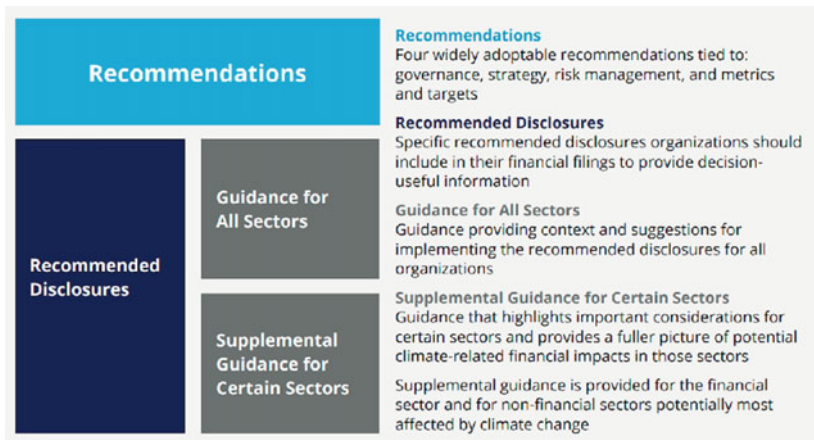 Recommendations
Recommended
Disclosures
Guidance for
All Sectors
Supplemental
Guidance for
Certain Sectors
Recommendations
Four widely adoptable recommendations tied to:
governance, strategy, risk management, and metrics
and targets
Recommended Disclosures
Specific recommended disclosures organizations should
include in their financial filings to provide decision-
useful information
Guidance for All Sectors
Guidance providing context and suggestions for
implementing the recommended disclosures for all
organizations
Supplemental Guidance for Certain Sectors
Guidance that highlights important considerations for
certain sectors and provides a fuller picture of potential
climate-related financial impacts in those sectors
Supplemental guidance is provided for the financial
sector and for non-financial sectors potentially most
affected by climate change